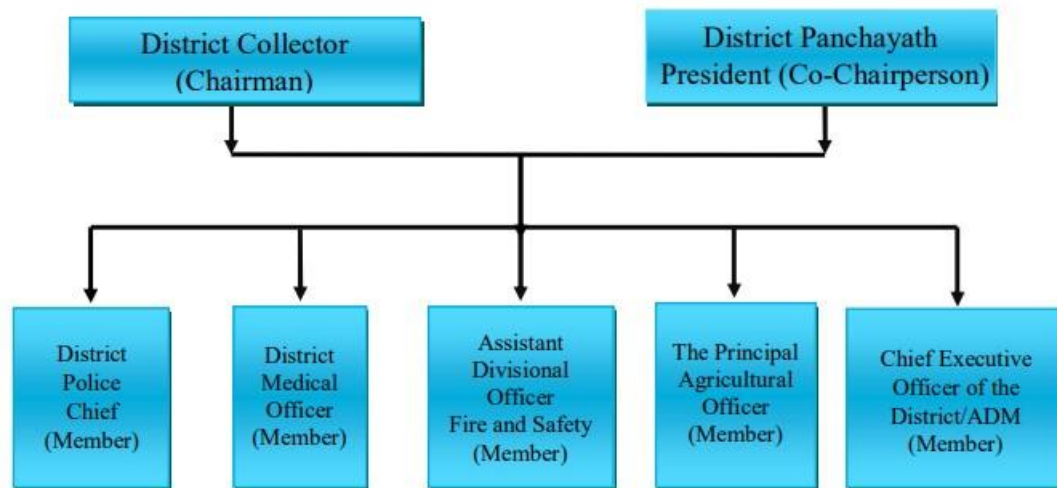 District Collector
(Chairman)
District Panchayath
President (Co-Chairperson)
District
Police
Chief
(Member)
District
Medical
Officer
(Member)
Assistant
Divisional
Officer
Fire and Safety
(Member)
The Principal
Agricultural
Officer
(Member)
Chief Executive
Officer of the
District/ADM
(Member)